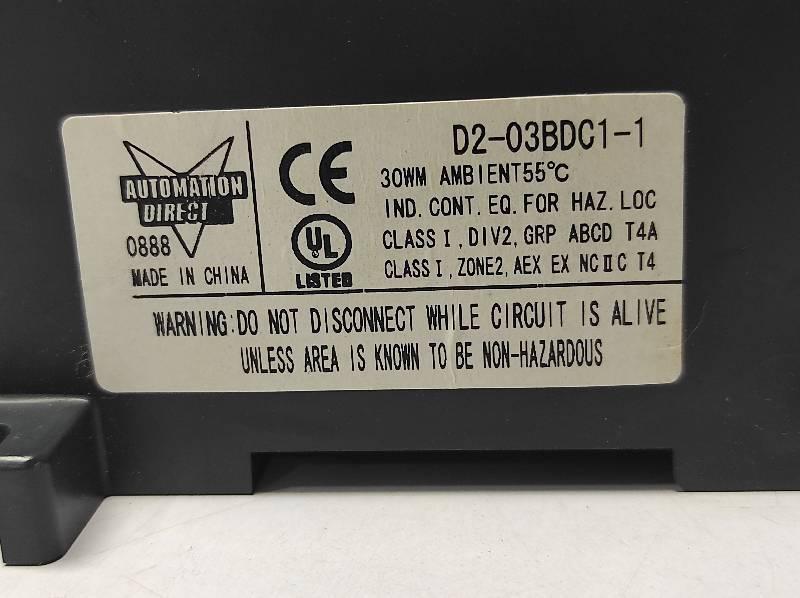 AUTOMATION
DIRECT
0888
MADE IN CHINA
CE
UL
LISTED
D2-03BDC1-1
30WM AMBIENT55°C
IND. CONT. EQ. FOR HAZ. LOC
CLASS I, DIV2, GRP ABCD T4A
CLASS I, ZONE2, AEX EX NCⅡC T4
WARNING:DO NOT DISCONNECT WHILE CIRCUIT IS ALIVE
UNLESS AREA IS KNOWN TO BE NON-HAZARDOUS